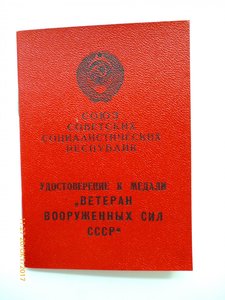 СОЮЗ
СОВЕТСКИХ
СОЦИАЛИСТИЧЕСКИХ
РЕСПУБЛИК
УДОСТОВЕРЕНИЕ К МЕДАЛИ
„ВЕТЕРАН
ВООРУЖЕННЫХ СИЛ
СССР“